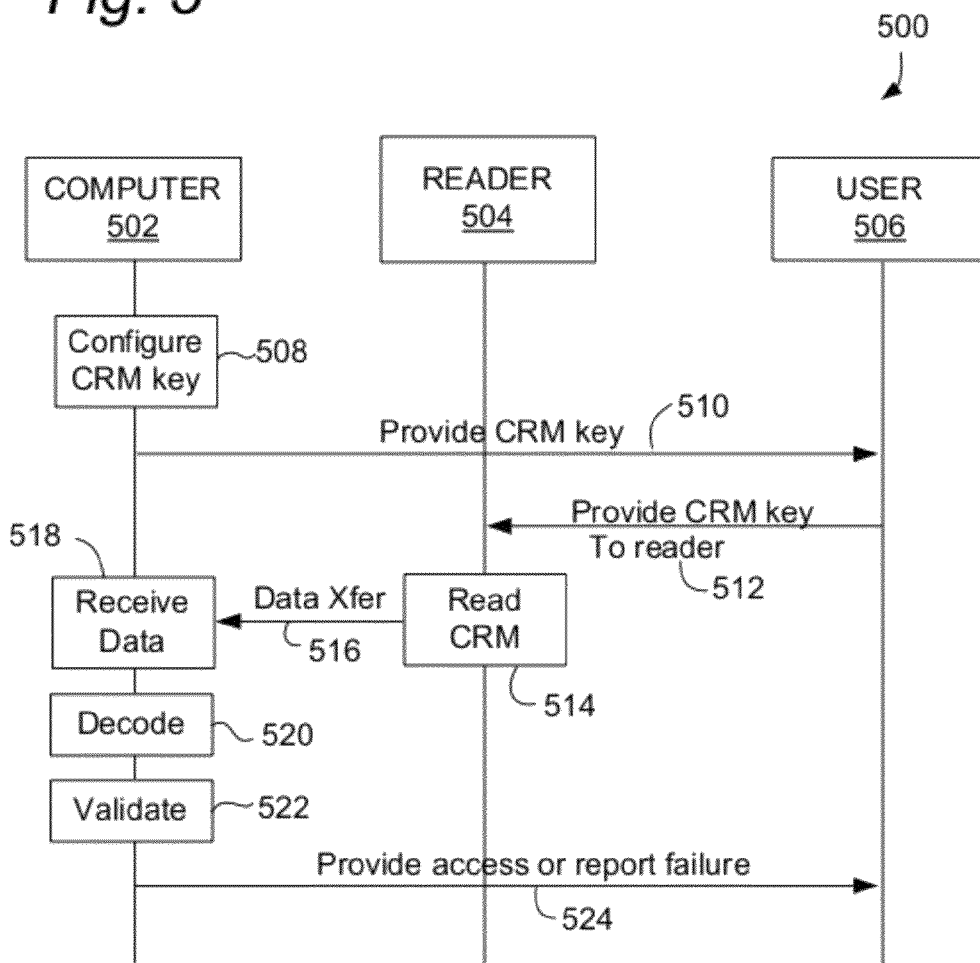 Fig. 5
500
COMPUTER
502
READER
504
USER
506
Configure
CRM key
508
Provide CRM key
510
Provide CRM key
To reader
512
518
Receive
Data
Data Xfer
516
Read
CRM
514
Decode
520
Validate
522
Provide access or report failure
524